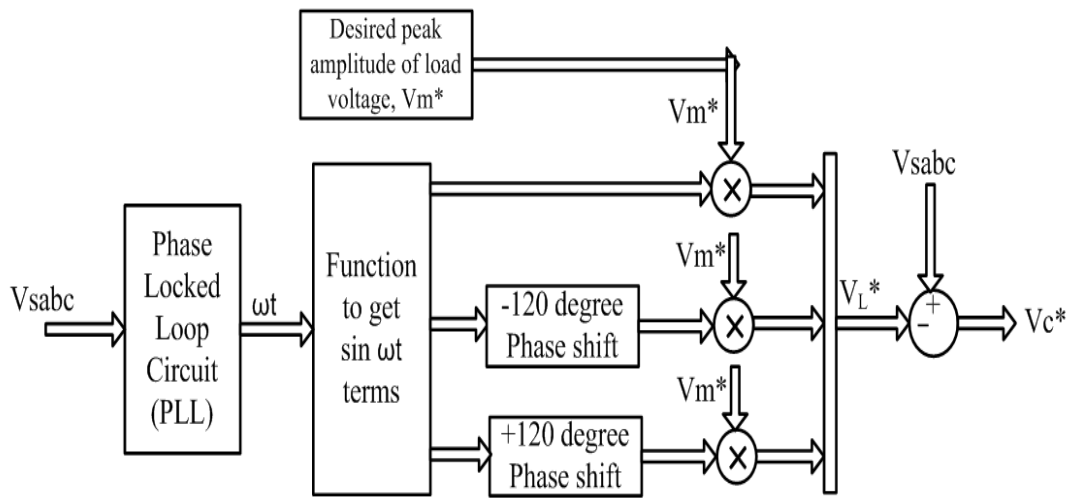 Desired peak
amplitude of load
voltage, Vm*
Vm*
Vsabc
Phase
Locked
Loop
Circuit
(PLL)
Vsabc
ωt
Function
to get
sin ωt
terms
-120 degree
Phase shift
Vm*
V_L*
+
-
Vc*
+120 degree
Phase shift
Vm*